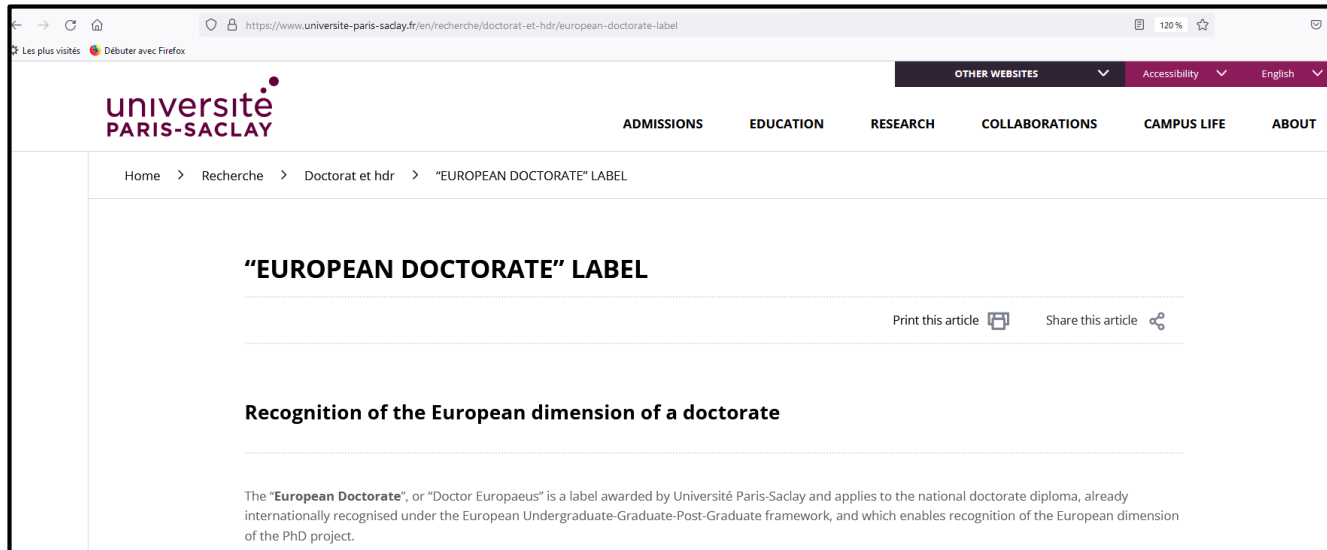 https://www.universite-paris-saclay.fr/en/recherche/doctorat-et-hdr/european-doctorate-label
120 %
Les plus visités Débuter avec Firefox
OTHER WEBSITES Accessibility English
université
PARIS-SACLAY
ADMISSIONS EDUCATION RESEARCH COLLABORATIONS CAMPUS LIFE ABOUT
Home > Recherche > Doctorat et hdr > “EUROPEAN DOCTORATE” LABEL
“EUROPEAN DOCTORATE” LABEL
Print this article Share this article
Recognition of the European dimension of a doctorate
The “European Doctorate”, or “Doctor Europaeus” is a label awarded by Université Paris-Saclay and applies to the national doctorate diploma, already
internationally recognised under the European Undergraduate-Graduate-Post-Graduate framework, and which enables recognition of the European dimension
of the PhD project.